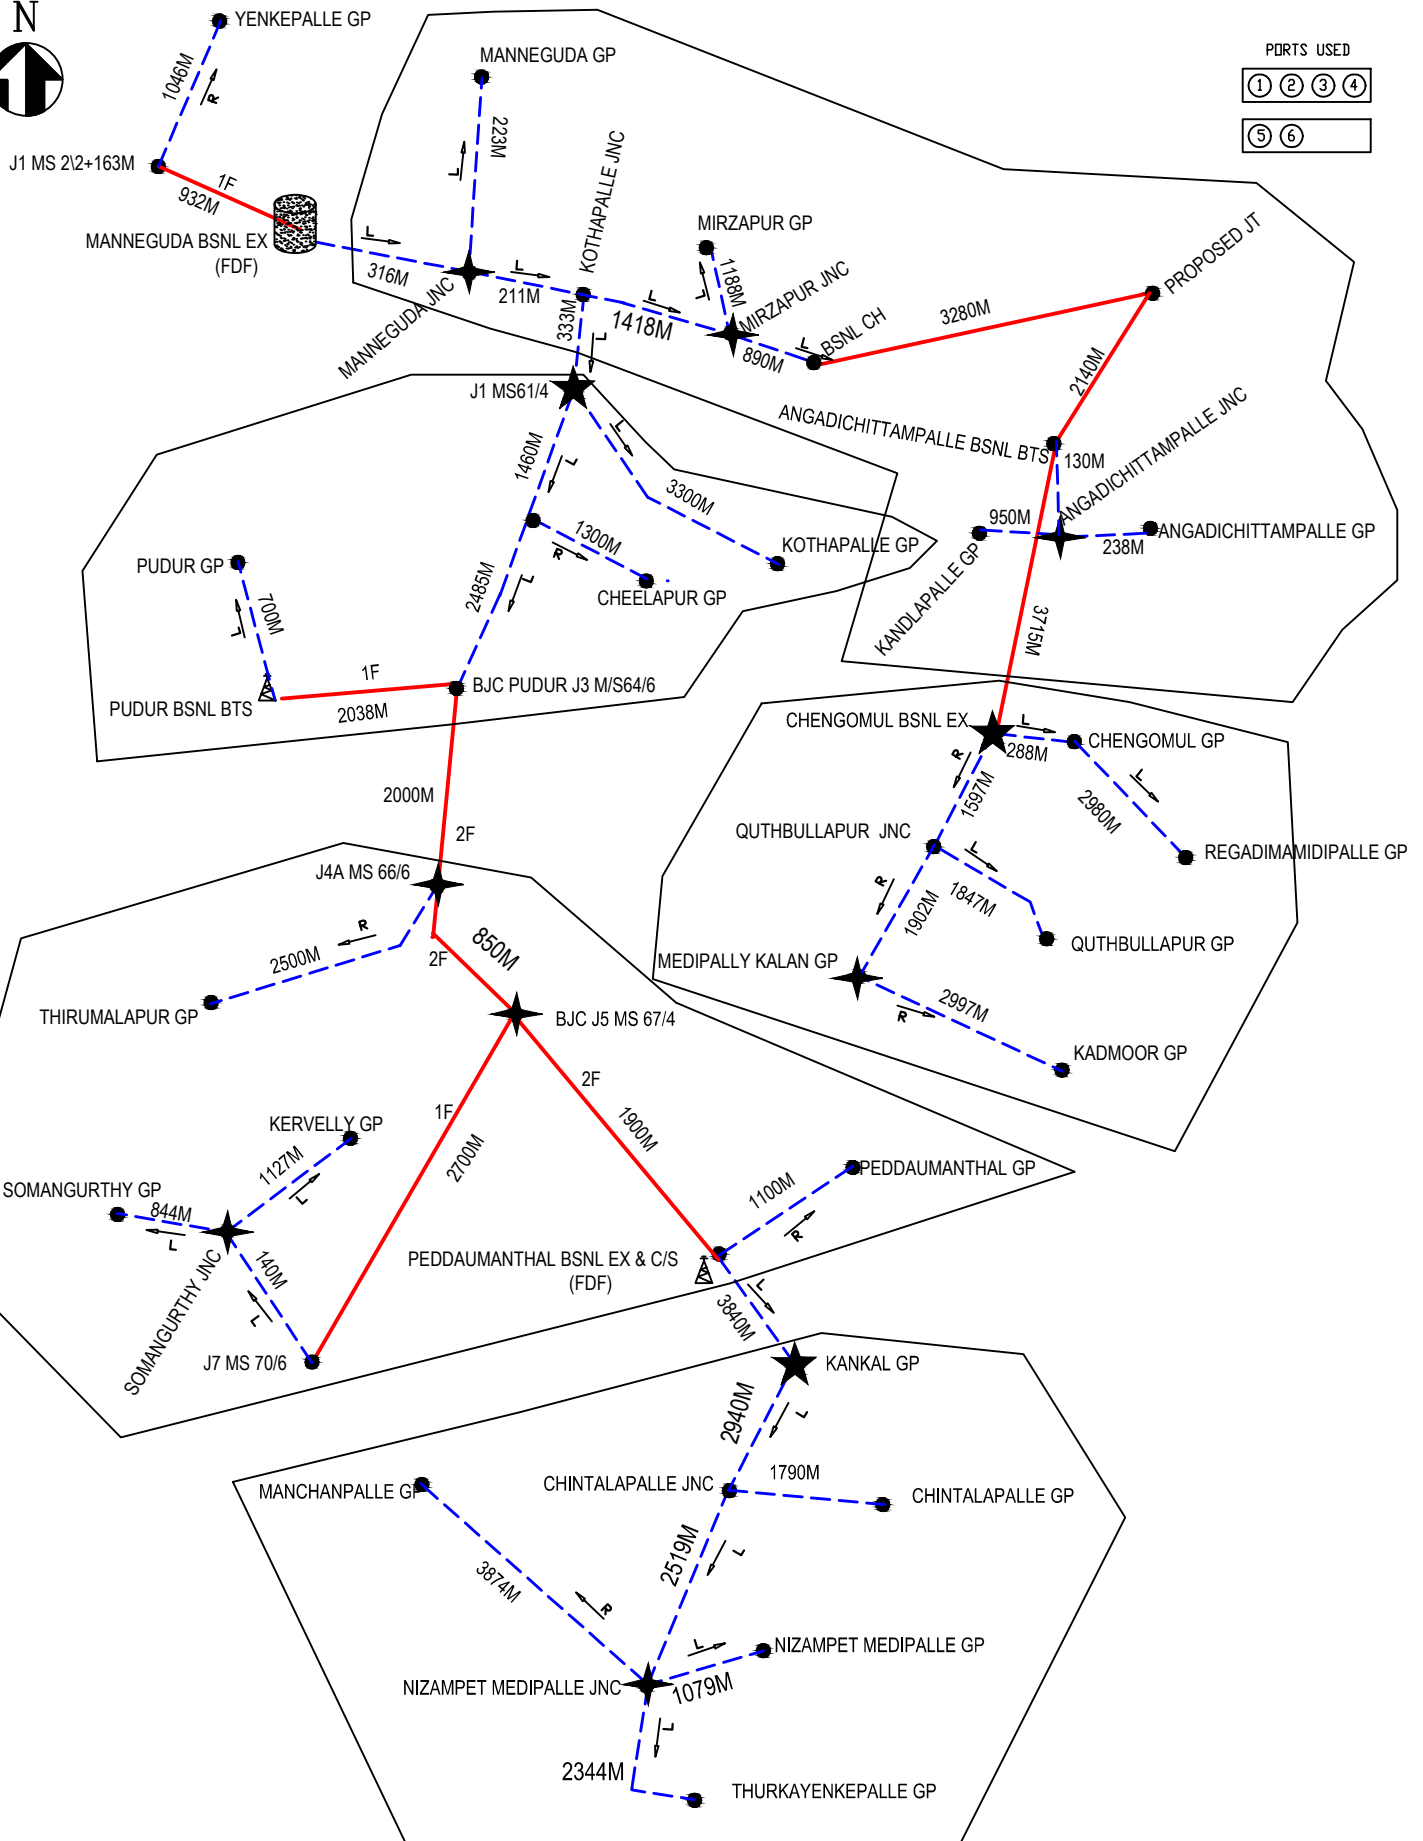 N
YENKEPALLE GP
1046M
R
J1 MS 2\2+163M
1F
932M
MANNEGUDA BSNL EX
(FDF)
PORTS USED
1 2 3 4
5 6
MANNEGUDA GP
223M
L
KOTHAPALLE JNC
L
316M
MANNEGUDA JNC
L
211M
333M
L
L
1418M
MIRZAPUR GP
1188M
L
MIRZAPUR JNC
890M
L
BSNL CH
3280M
PROPOSED JT
2140M
J1 MS61/4
ANGADICHITTAMPALLE BSNL BTS
130M
ANGADICHITTAMPALLE JNC
950M
238M
ANGADICHITTAMPALLE GP
KANDLAPALLE GP
3715M
1460M
L
L
3300M
KOTHAPALLE GP
1300M
R
CHEELAPUR GP
2485M
L
PUDUR GP
700M
L
1F
PUDUR BSNL BTS
2038M
BJC PUDUR J3 M/S64/6
2000M
2F
CHENGOMUL BSNL EX
L
288M
CHENGOMUL GP
R
1597M
L
2980M
REGADIMAMIDIPALLE GP
QUTHBULLAPUR JNC
L
1847M
QUTHBULLAPUR GP
R
1902M
MEDIPALLY KALAN GP
2997M
R
KADMOOR GP
J4A MS 66/6
R
2500M
THIRUMALAPUR GP
2F
850M
BJC J5 MS 67/4
2F
1900M
1F
2700M
KERVELLY GP
1127M
L
SOMANGURTHY GP
844M
L
SOMANGURTHY JNC
140M
L
J7 MS 70/6
PEDDAUMANTHAL GP
1100M
R
PEDDAUMANTHAL BSNL EX & C/S
(FDF)
L
3840M
KANKAL GP
2940M
L
CHINTALAPALLE JNC
1790M
CHINTALAPALLE GP
MANCHANPALLE GP
3874M
R
2519M
L
NIZAMPET MEDIPALLE GP
L
1079M
NIZAMPET MEDIPALLE JNC
L
2344M
THURKAYENKEPALLE GP